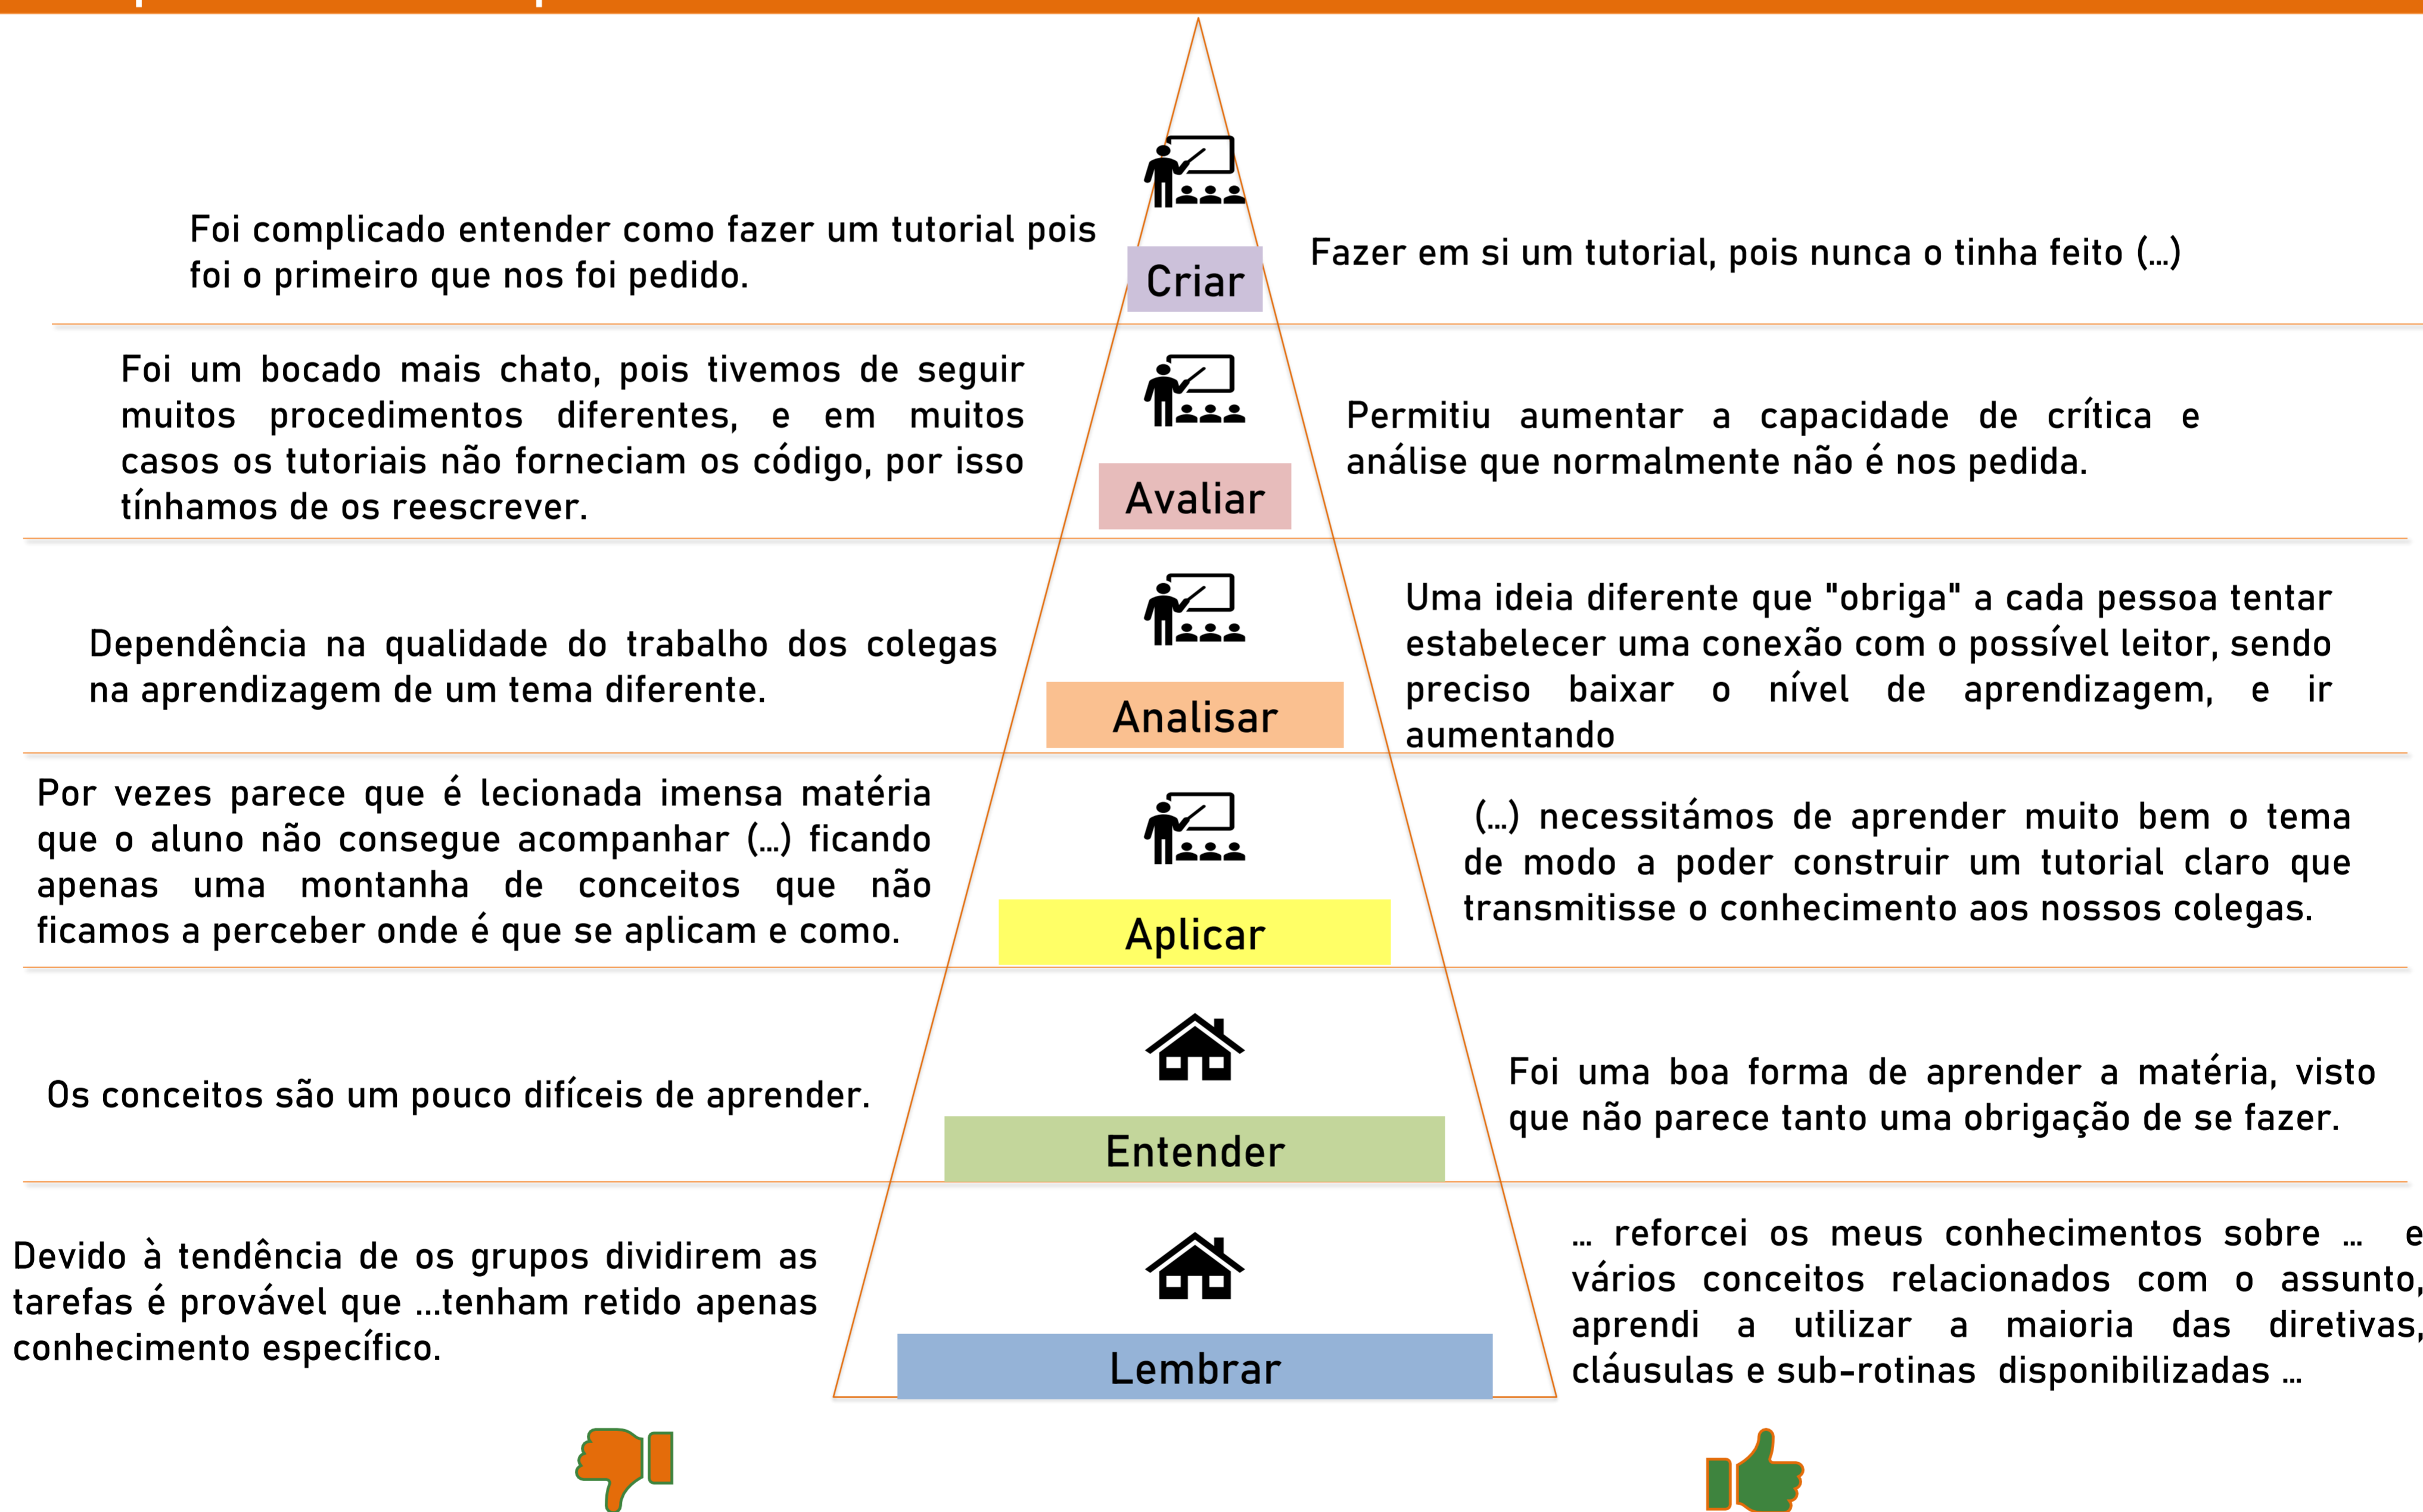 Foi complicado entender como fazer um tutorial pois
foi o primeiro que nos foi pedido.
Criar
Fazer em si um tutorial, pois nunca o tinha feito (...)
Foi um bocado mais chato, pois tivemos de seguir
muitos procedimentos diferentes, e em muitos
casos os tutoriais não forneciam os código, por isso
tínhamos de os reescrever.
Avaliar
Permitiu aumentar a capacidade de crítica e
análise que normalmente não é nos pedida.
Dependência na qualidade do trabalho dos colegas
na aprendizagem de um tema diferente.
Analisar
Uma ideia diferente que "obriga" a cada pessoa tentar
estabelecer uma conexão com o possível leitor, sendo
preciso baixar o nível de aprendizagem, e ir
aumentando
Por vezes parece que é lecionada imensa matéria
que o aluno não consegue acompanhar (...) ficando
apenas uma montanha de conceitos que não
ficamos a perceber onde é que se aplicam e como.
Aplicar
(...) necessitámos de aprender muito bem o tema
de modo a poder construir um tutorial claro que
transmitisse o conhecimento aos nossos colegas.
Os conceitos são um pouco difíceis de aprender.
Entender
Foi uma boa forma de aprender a matéria, visto
que não parece tanto uma obrigação de se fazer.
Devido à tendência de os grupos dividirem as
tarefas é provável que ...tenham retido apenas
conhecimento específico.
Lembrar
... reforcei os meus conhecimentos sobre ... e
vários conceitos relacionados com o assunto,
aprendi a utilizar a maioria das diretivas,
cláusulas e sub-rotinas disponibilizadas ...